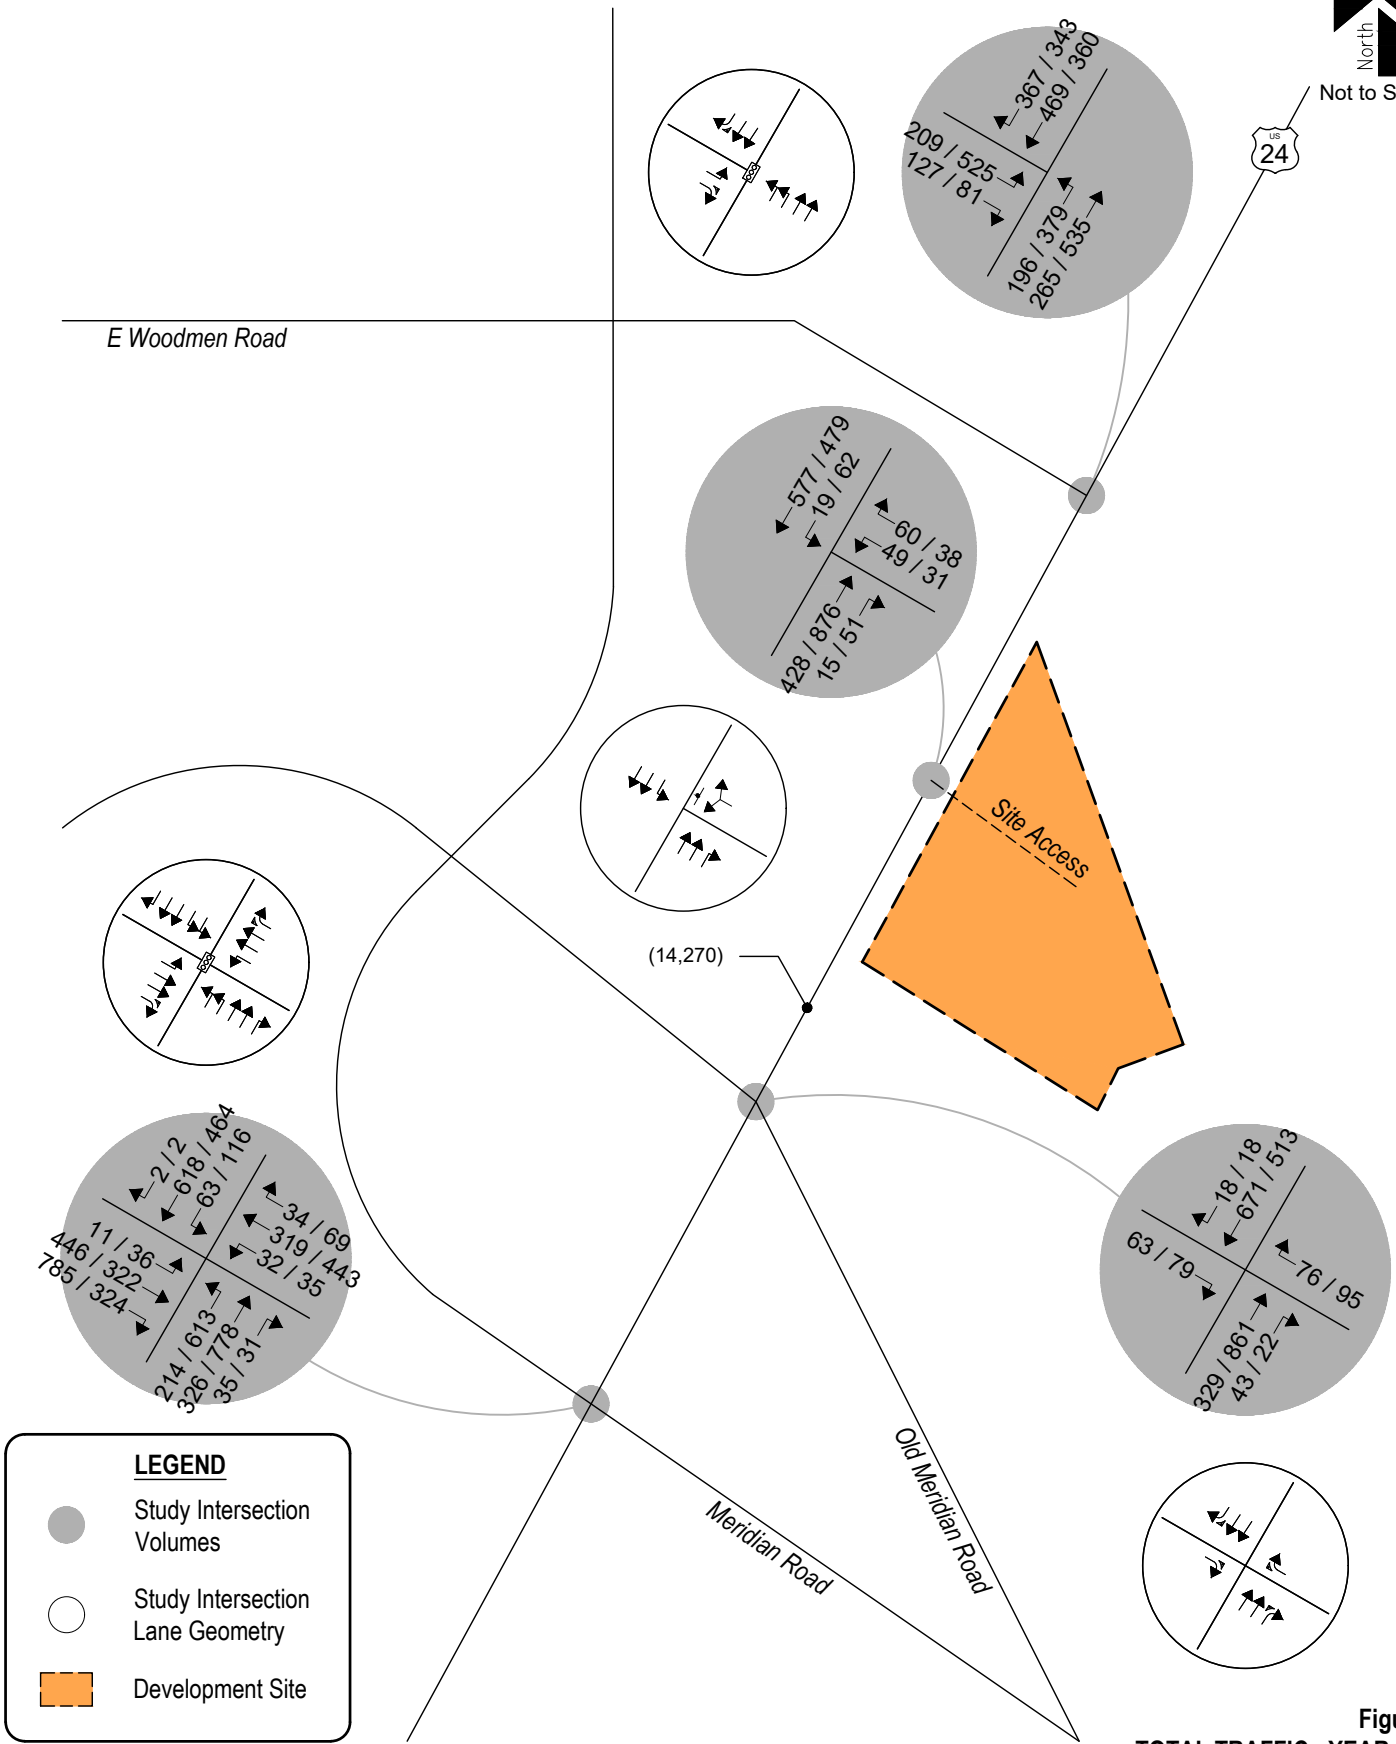 North
Not to S
US
24
367 / 343
469 / 360
209 / 525
127 / 81
196 / 379
265 / 535
E Woodmen Road
577 / 479
19 / 62
60 / 38
49 / 31
428 / 876
15 / 51
Site Access
(14,270)
2 / 2
618 / 464
63 / 116
34 / 69
319 / 443
32 / 35
11 / 36
446 / 322
785 / 324
214 / 613
326 / 778
35 / 31
18 / 18
671 / 513
63 / 79
76 / 95
329 / 861
43 / 22
Old Meridian Road
Meridian Road
LEGEND
Study Intersection
Volumes
Study Intersection
Lane Geometry
Development Site
Figu
TOTAL TRAFFIC - YEAR